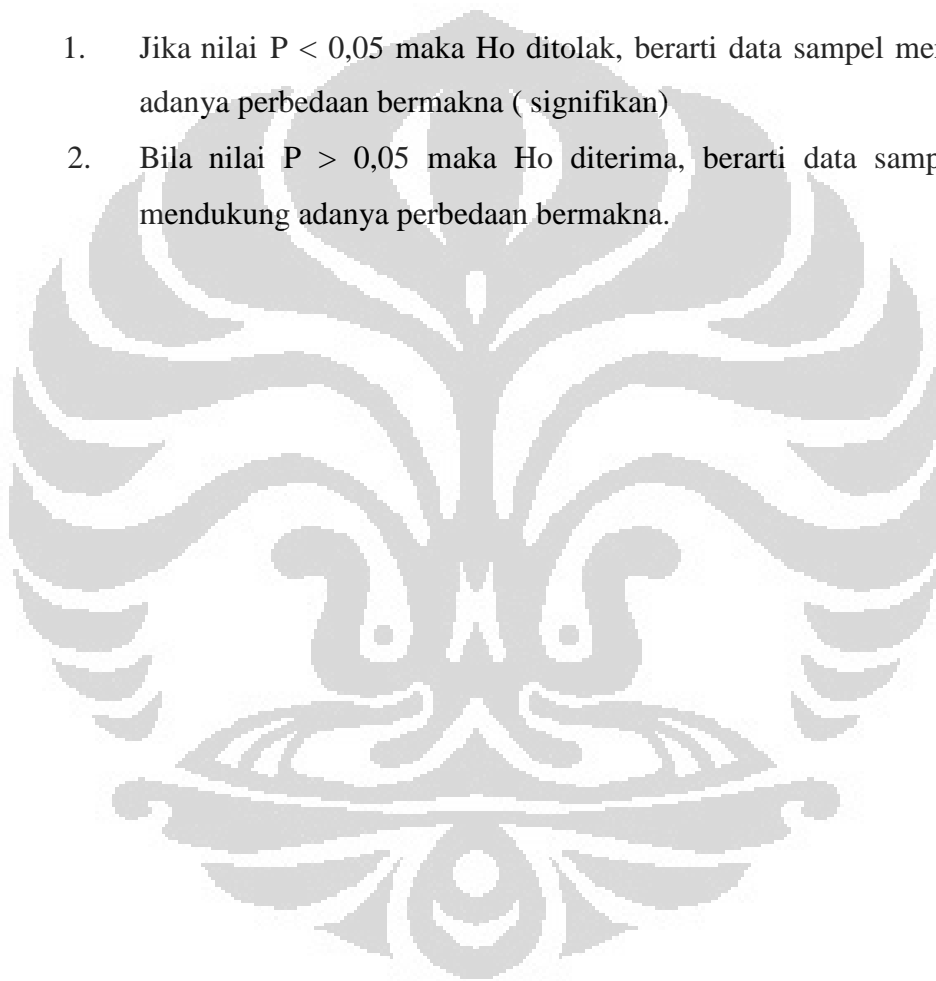 1. Jika nilai P < 0,05 maka Ho ditolak, berarti data sampel
adanya perbedaan bermakna ( signifikan)
2. Bila nilai P > 0,05 maka Ho diterima, berarti data
mendukung adanya perbedaan bermakna.